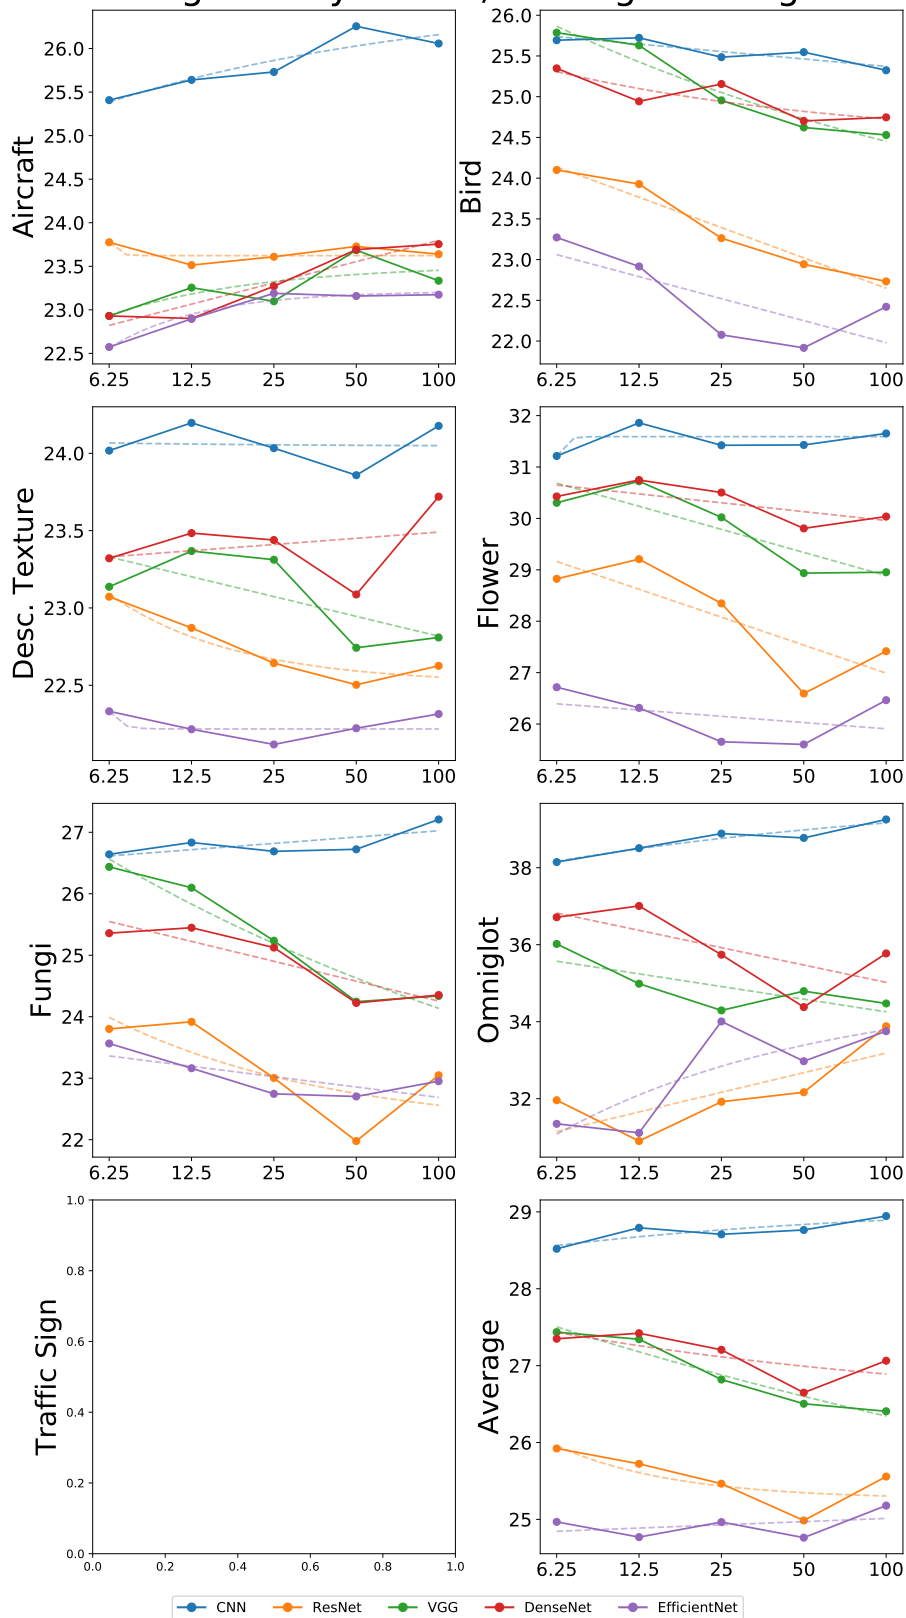 Aircraft
26.0
25.5
25.0
24.5
24.0
23.5
23.0
22.5
6.25 12.5 25 50 100
Bird
26.0
25.5
25.0
24.5
24.0
23.5
23.0
22.5
22.0
6.25 12.5 25 50 100
Desc. Texture
24.0
23.5
23.0
22.5
6.25 12.5 25 50 100
Flower
32
31
30
29
28
27
26
6.25 12.5 25 50 100
Fungi
27
26
25
24
23
22
6.25 12.5 25 50 100
Omniglot
38
36
34
32
6.25 12.5 25 50 100
Traffic Sign
1.0
0.8
0.6
0.4
0.2
0.0
0.0 0.2 0.4 0.6 0.8 1.0
Average
29
28
27
26
25
6.25 12.5 25 50 100
CNN ResNet VGG DenseNet EfficientNet